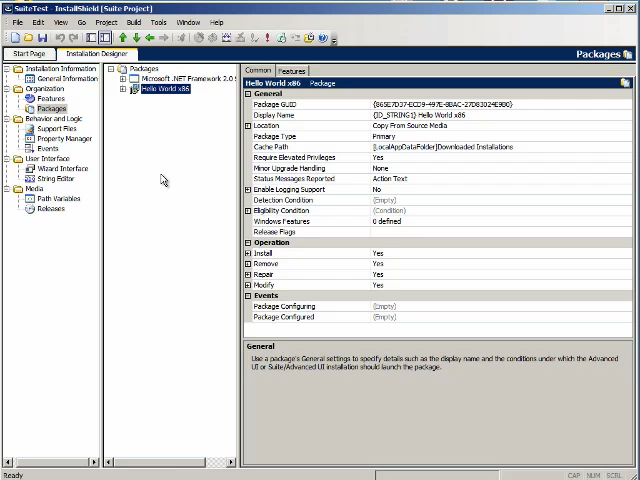 SuiteTest - InstallShield [Suite Project]
File Edit View Go Project Build Tools Window Help
Start Page Installation Designer Packages
Installation Information
General Information
Organization
Features
Packages
Behavior and Logic
Support Files
Property Manager
Events
User Interface
Wizard Interface
String Editor
Media
Path Variables
Releases
Packages
Microsoft .NET Framework 2.0 S
Hello World x86
Common Features
Hello World x86 Package
General
Package GUID {865E7D37-ECD9-497E-8BAC-27D83024E9B0}
Display Name {ID_STRING1} Hello World x86
Location Copy From Source Media
Package Type Primary
Cache Path [LocalAppDataFolder]Downloaded Installations
Require Elevated Privileges Yes
Minor Upgrade Handling None
Status Messages Reported Action Text
Enable Logging Support No
Detection Condition (Empty)
Eligibility Condition (Condition)
Windows Features 0 defined
Release Flags
Operation
Install Yes
Remove Yes
Repair Yes
Modify Yes
Events
Package Configuring (Empty)
Package Configured (Empty)
General
Use a package's General settings to specify details such as the display name and the conditions under which the Advanced
UI or Suite/Advanced UI installation should launch the package.
Ready CAP NUM SCRL